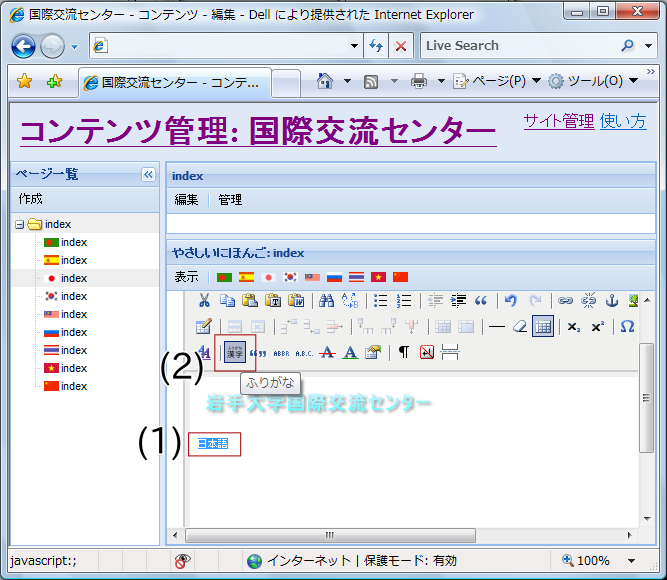 国際交流センター - コンテンツ - 編集 - Dell により提供された Internet Explorer
Live Search
国際交流センター - コンテ...
ページ(P)
ツール(O)
コンテンツ管理: 国際交流センター
サイト管理 使い方
ページ一覧
作成
index
index
index
index
index
index
index
index
index
index
index
編集 管理
やさしいにほんご: index
表示
ふりがな
漢字
ABBR A.B.C.
(2)
ふりがな
岩手大学国際交流センター
(1)
日本語
javascript:;
インターネット | 保護モード: 有効
100%